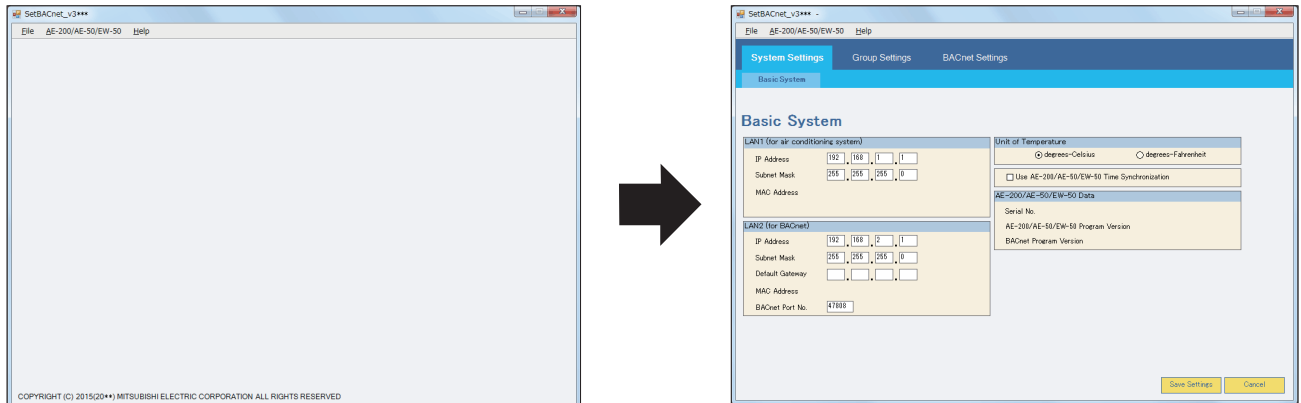 SetBACnet_v3***
File AE-200/AE-50/EW-50 Help
COPYRIGHT (C) 2015(20**) MITSUBISHI ELECTRIC CORPORATION ALL RIGHTS RESERVED
SetBACnet_v3*** -
File AE-200/AE-50/EW-50 Help
System Settings Group Settings BACnet Settings
Basic System
Basic System
LAN1 (for air conditioning system)
IP Address 192 . 168 . 1 . 1
Subnet Mask 255 . 255 . 255 . 0
MAC Address
LAN2 (for BACnet)
IP Address 192 . 168 . 2 . 1
Subnet Mask 255 . 255 . 255 . 0
Default Gateway . . .
MAC Address
BACnet Port No. 47808
Unit of Temperature
degrees-Celsius degrees-Fahrenheit
Use AE-200/AE-50/EW-50 Time Synchronization
AE-200/AE-50/EW-50 Data
Serial No.
AE-200/AE-50/EW-50 Program Version
BACnet Program Version
Save Settings Cancel